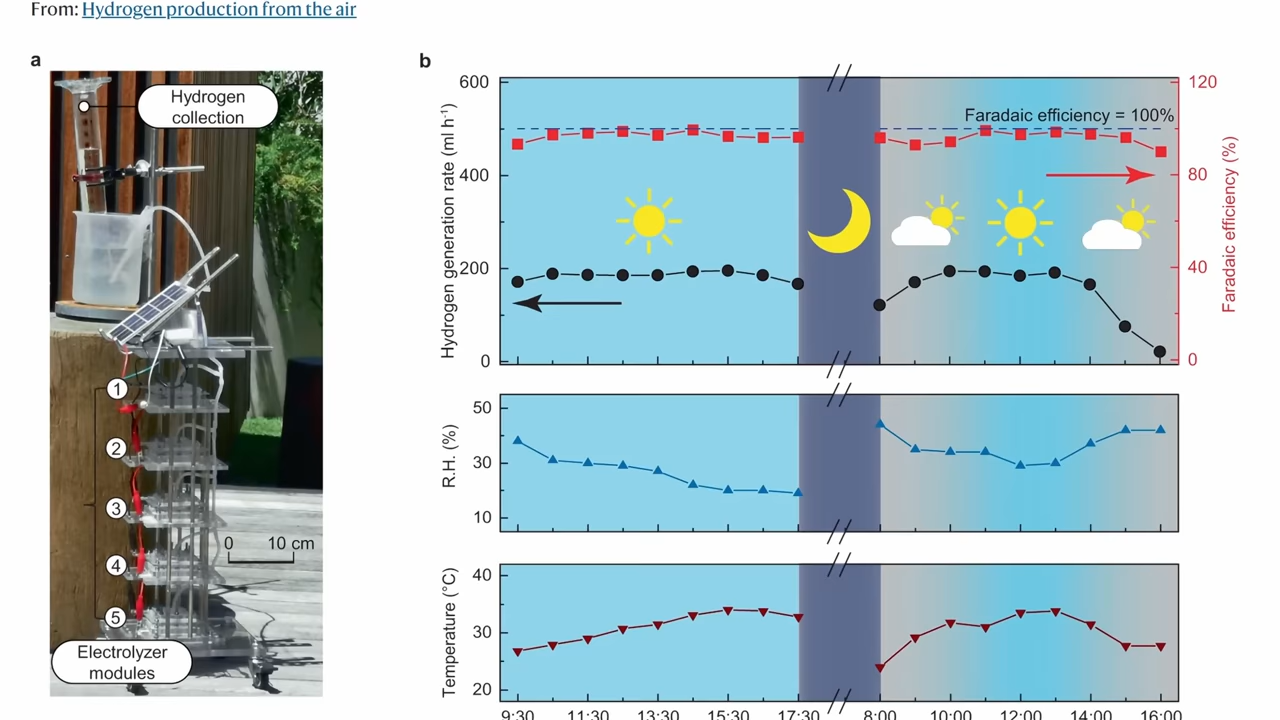 From: Hydrogen production from the air
a
Hydrogen
collection
1
2
3
4
5
0 10 cm
Electrolyzer
modules
b
600
400
200
0
Hydrogen generation rate (ml h⁻¹)
Faradaic efficiency = 100%
120
80
40
0
Faradaic efficiency (%)
50
30
10
R.H. (%)
40
30
20
Temperature (°C)
9:30 11:30 13:30 15:30 17:30 8:00 10:00 12:00 14:00 16:00